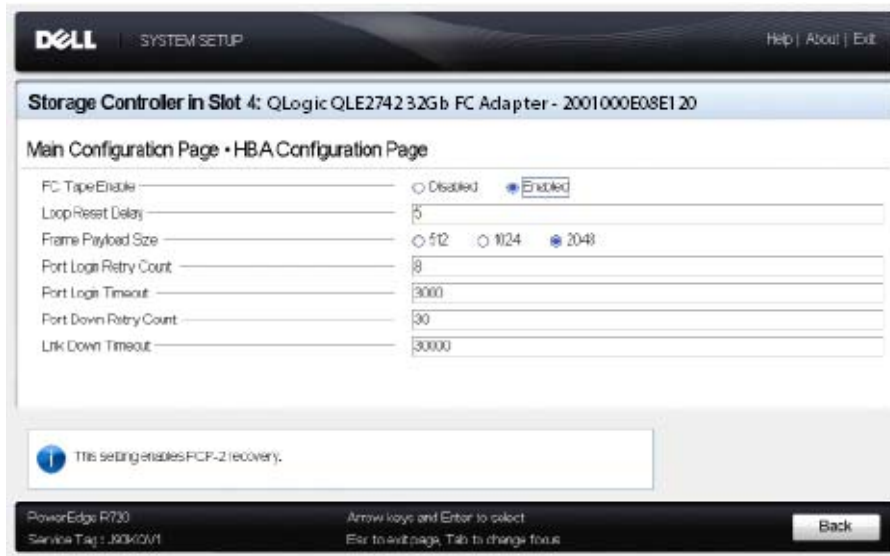 DELL SYSTEM SETUP Help | About | Exit
Storage Controller in Slot 4: QLogic QLE2742 32Gb FC Adapter - 2001000E08E120
Main Configuration Page • HBA Configuration Page
FC Tape Enable Disabled Enabled
Loop Reset Delay 5
Frame Payload Size 512 1024 2048
Port Login Retry Count 8
Port Login Timeout 3000
Port Down Retry Count 30
Link Down Timeout 30000
This setting enables FCP-2 recovery.
PowerEdge R730 Arrow keys and Enter to select
Service Tag : Esc to exit page, Tab to change focus
Back